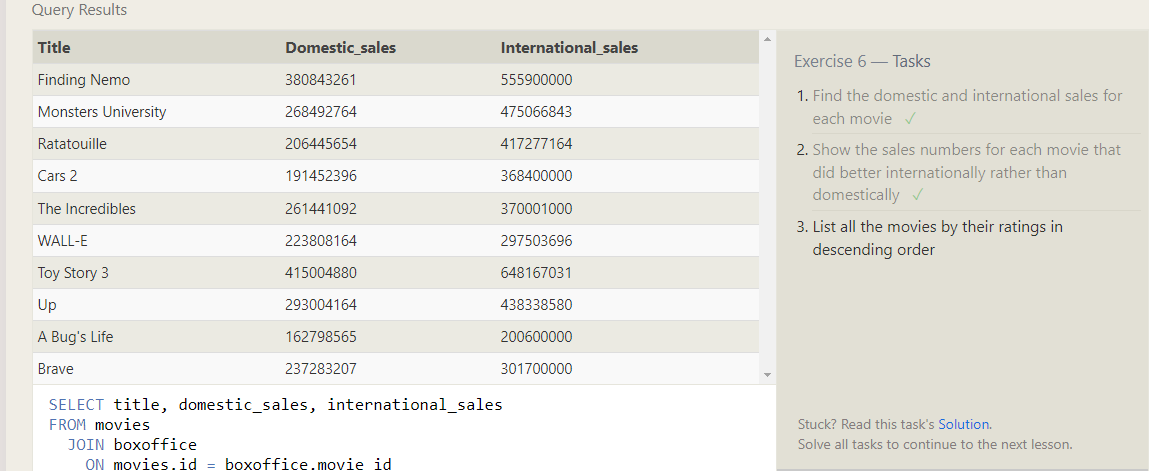 Query Results
Title Domestic_sales International_sales
Finding Nemo 380843261 555900000
Monsters University 268492764 475066843
Ratatouille 206445654 417277164
Cars 2 191452396 368400000
The Incredibles 261441092 370001000
WALL-E 223808164 297503696
Toy Story 3 415004880 648167031
Up 293004164 438338580
A Bug's Life 162798565 200600000
Brave 237283207 301700000
SELECT title, domestic_sales, international_sales
FROM movies
JOIN boxoffice
ON movies.id = boxoffice.movie_id
Exercise 6 — Tasks
1. Find the domestic and international sales for
each movie ✓
2. Show the sales numbers for each movie that
did better internationally rather than
domestically ✓
3. List all the movies by their ratings in
descending order
Stuck? Read this task's Solution.
Solve all tasks to continue to the next lesson.